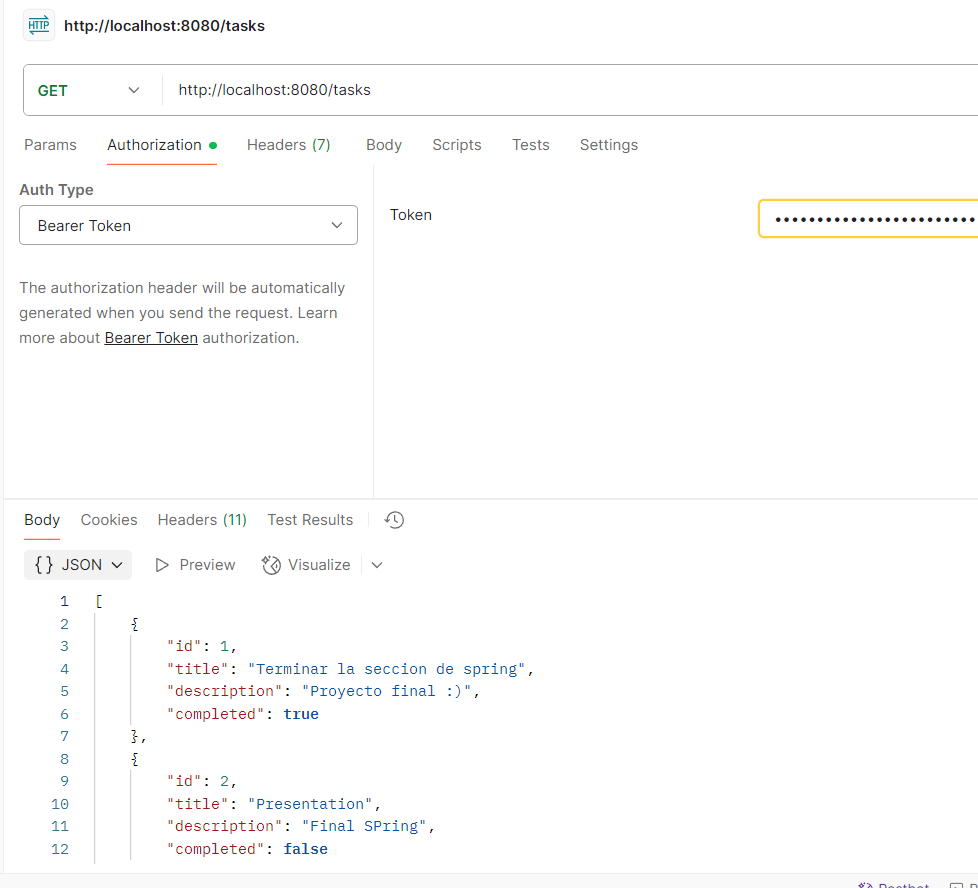 HTTP http://localhost:8080/tasks
GET http://localhost:8080/tasks
Params Authorization Headers (7) Body Scripts Tests Settings
Auth Type
Bearer Token
Token
The authorization header will be automatically
generated when you send the request. Learn
more about Bearer Token authorization.
Body Cookies Headers (11) Test Results
{} JSON Preview Visualize
1 [
2 {
3 "id": 1,
4 "title": "Terminar la seccion de spring",
5 "description": "Proyecto final :)",
6 "completed": true
7 },
8 {
9 "id": 2,
10 "title": "Presentation",
11 "description": "Final SPring",
12 "completed": false